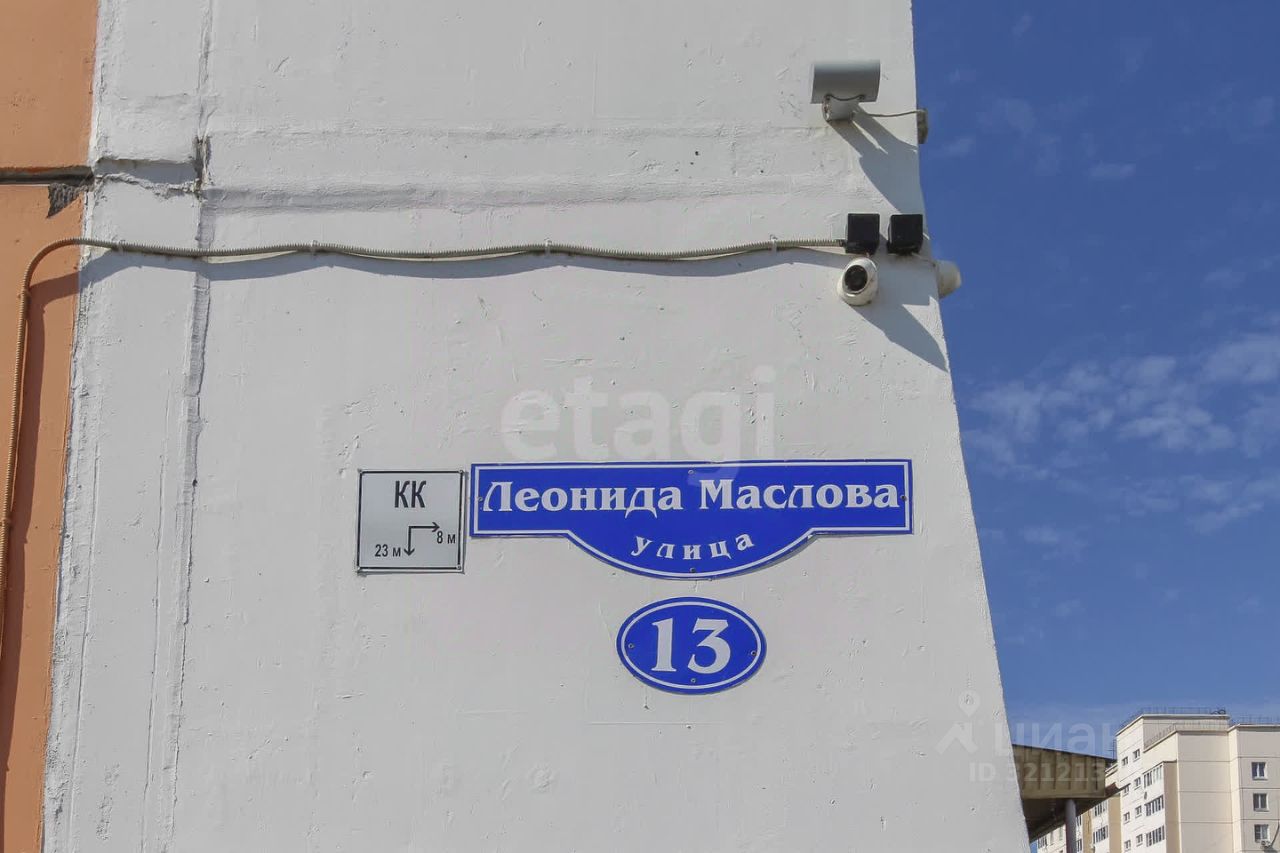 etagi
КК
8 м
23 м
Леонида Маслова
улица
13
циан